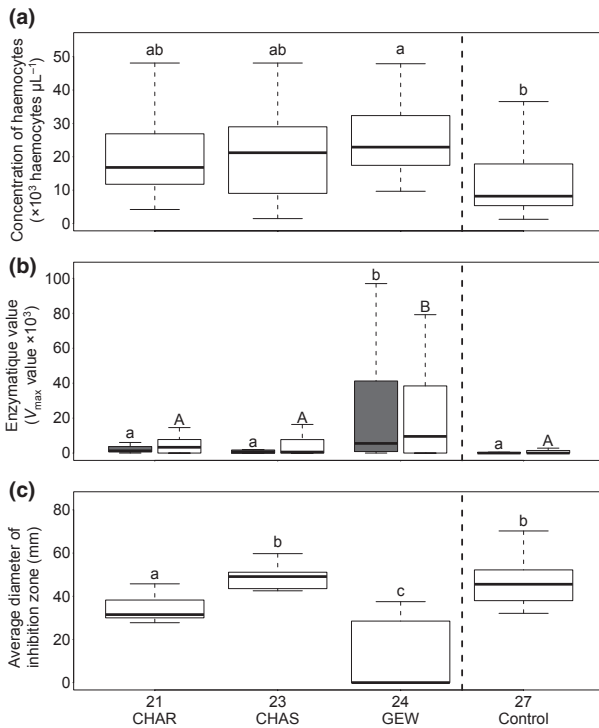 (a)
Concentration of haemocytes
(×10³ haemocytes µL⁻¹)
50
40
30
20
10
0
ab
ab
a
b
(b)
Enzymatique value
(Vmax value ×10³)
100
80
60
40
20
0
a
A
a
A
b
B
a
A
(c)
Average diameter of
inhibition zone (mm)
80
60
40
20
0
a
b
c
b
21
23
24
27
CHAR
CHAS
GEW
Control